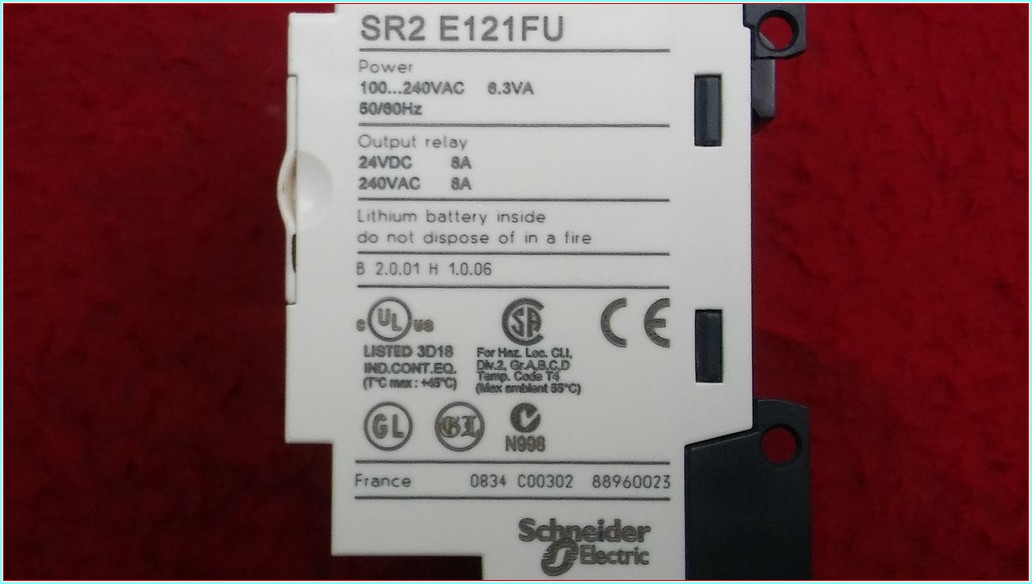 SR2 E121FU
Power
100...240VAC 6.3VA
50/60Hz
Output relay
24VDC 8A
240VAC 8A
Lithium battery inside
do not dispose of in a fire
B 2.0.01 H 1.0.06
c UL us
LISTED 3D18
IND.CONT.EQ.
(T°C max : +45°C)
SA
For Haz. Loc. Cl.I,
Div.2, Gr.A,B,C,D
Temp. Code T4
(Max ambient 55°C)
CE
GL GL
N998
France 0834 C00302 88960023
Schneider
Electric